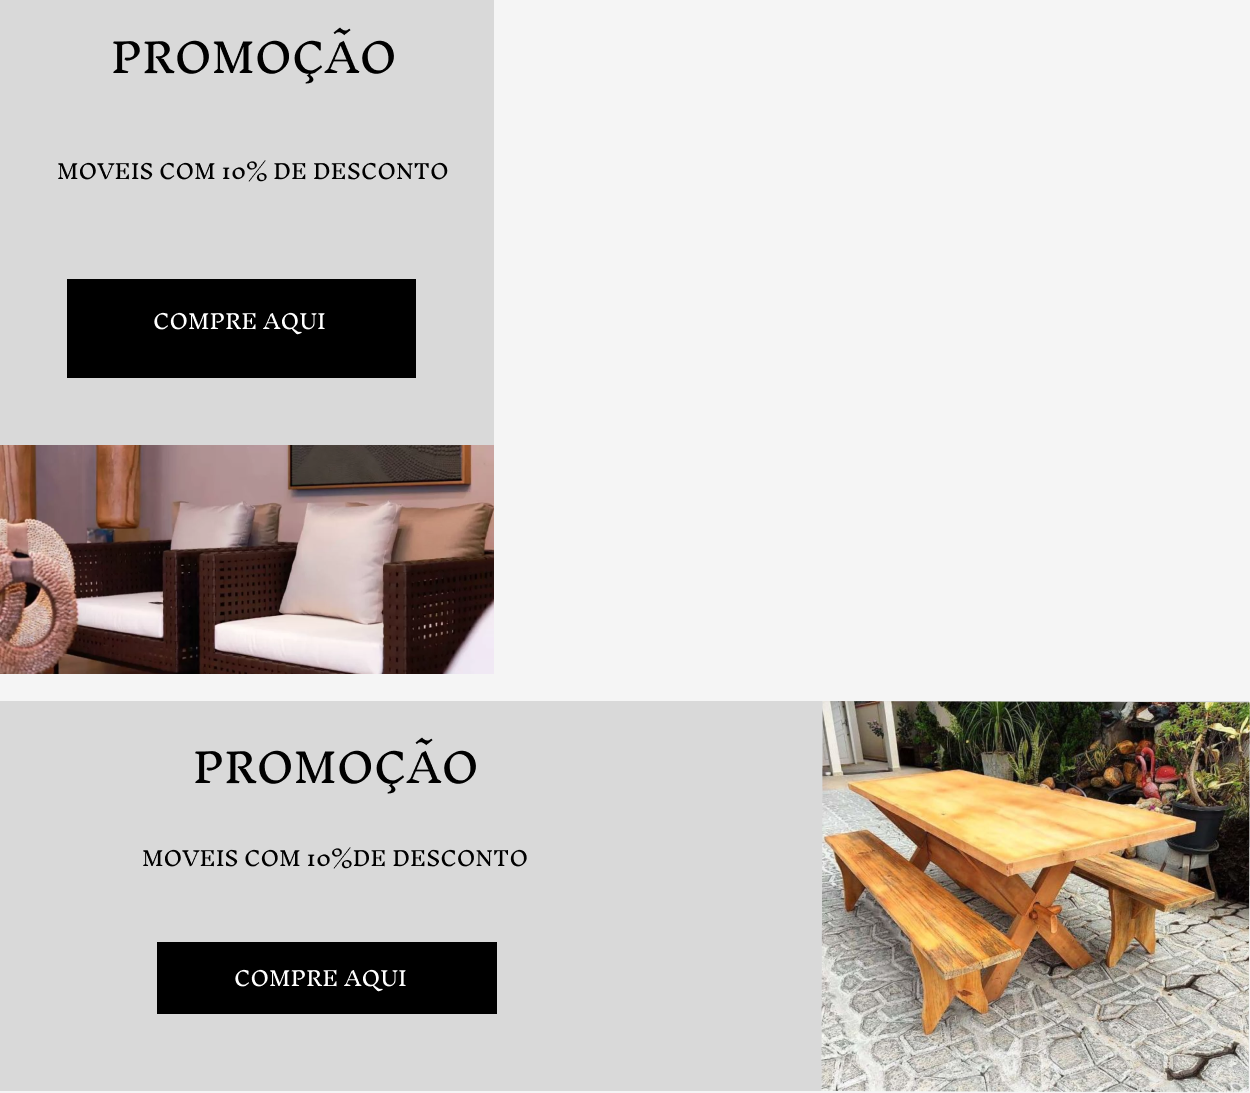 PROMOÇÃO
MOVEIS COM 10% DE DESCONTO
COMPRE AQUI
PROMOÇÃO
MOVEIS COM 10%DE DESCONTO
COMPRE AQUI